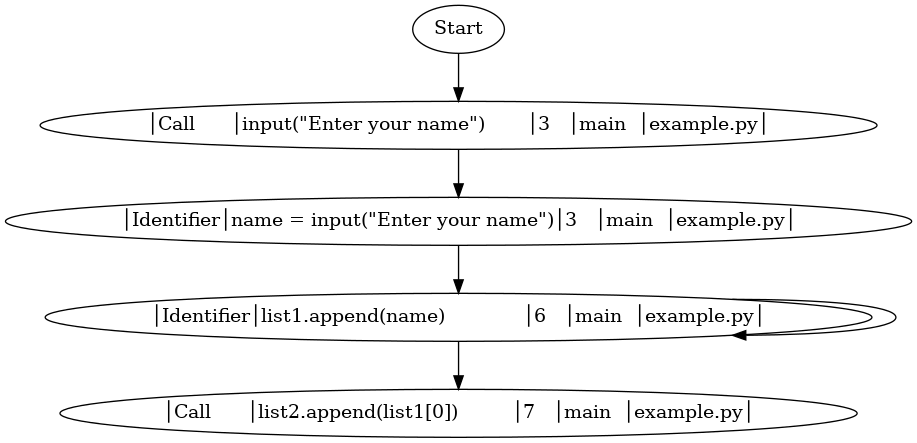 Start
|Call |input("Enter your name") |3 |main |example.py|
|Identifier|name = input("Enter your name")|3 |main |example.py|
|Identifier|list1.append(name) |6 |main |example.py|
|Call |list2.append(list1[0]) |7 |main |example.py|